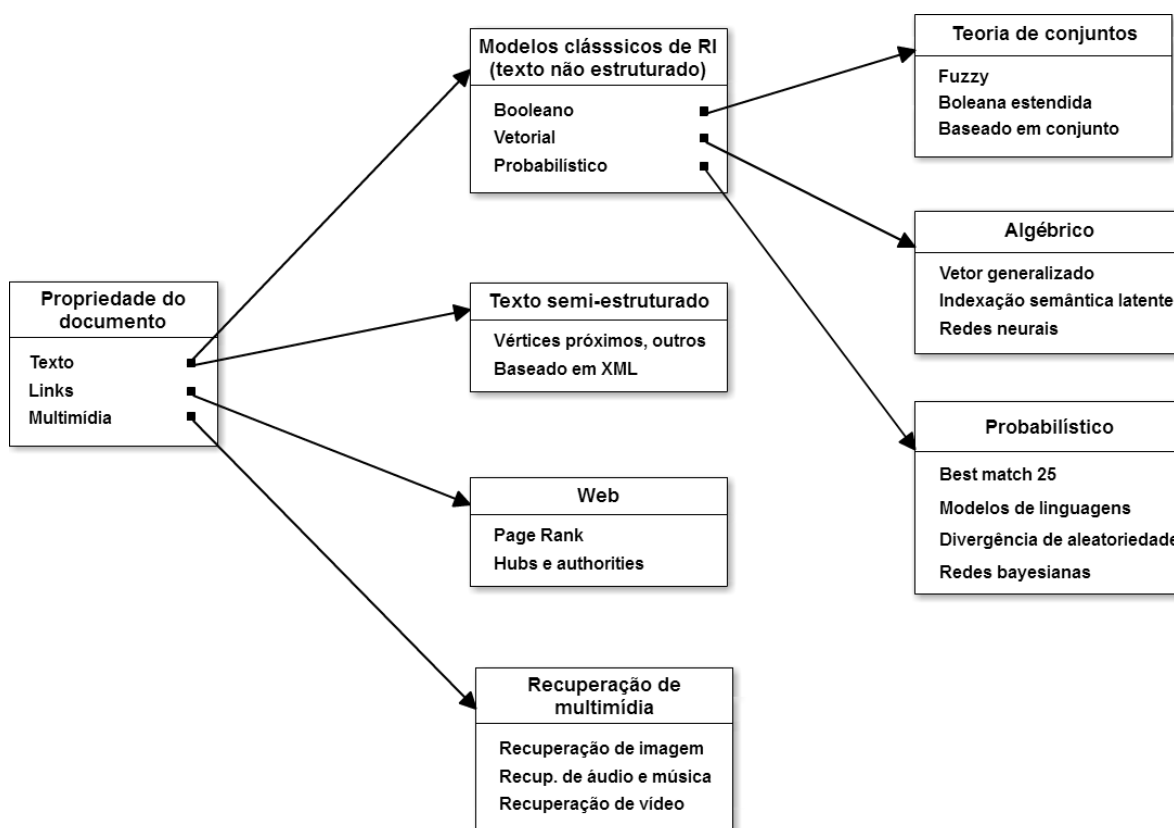 Propriedade do
documento
Texto
Links
Multimídia
Modelos clásssicos de RI
(texto não estruturado)
Booleano
Vetorial
Probabilístico
Texto semi-estruturado
Vértices próximos, outros
Baseado em XML
Web
Page Rank
Hubs e authorities
Recuperação de
multimídia
Recuperação de imagem
Recup. de áudio e música
Recuperação de vídeo
Teoria de conjuntos
Fuzzy
Boleana estendida
Baseado em conjunto
Algébrico
Vetor generalizado
Indexação semântica latente
Redes neurais
Probabilístico
Best match 25
Modelos de linguagens
Divergência de aleatoriedade
Redes bayesianas